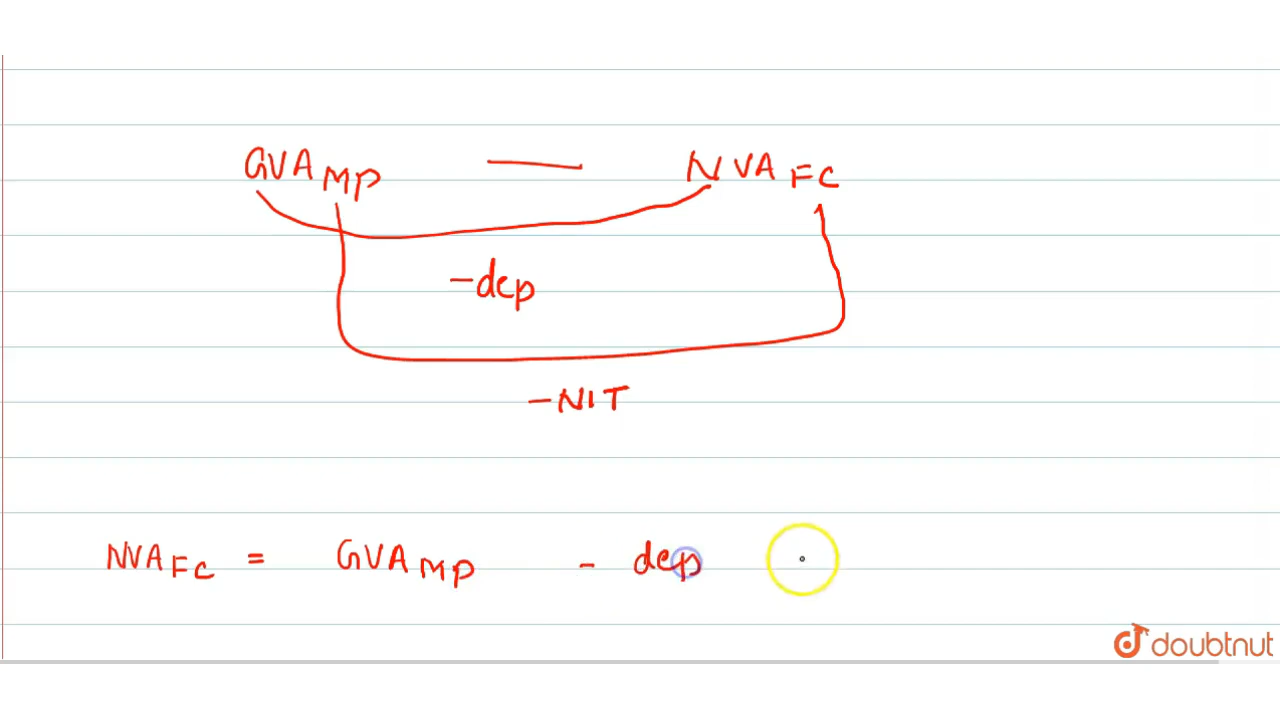 GVA MP — NVA FC
- dep
- NIT
NVA FC = GVA MP - dep
doubtnut